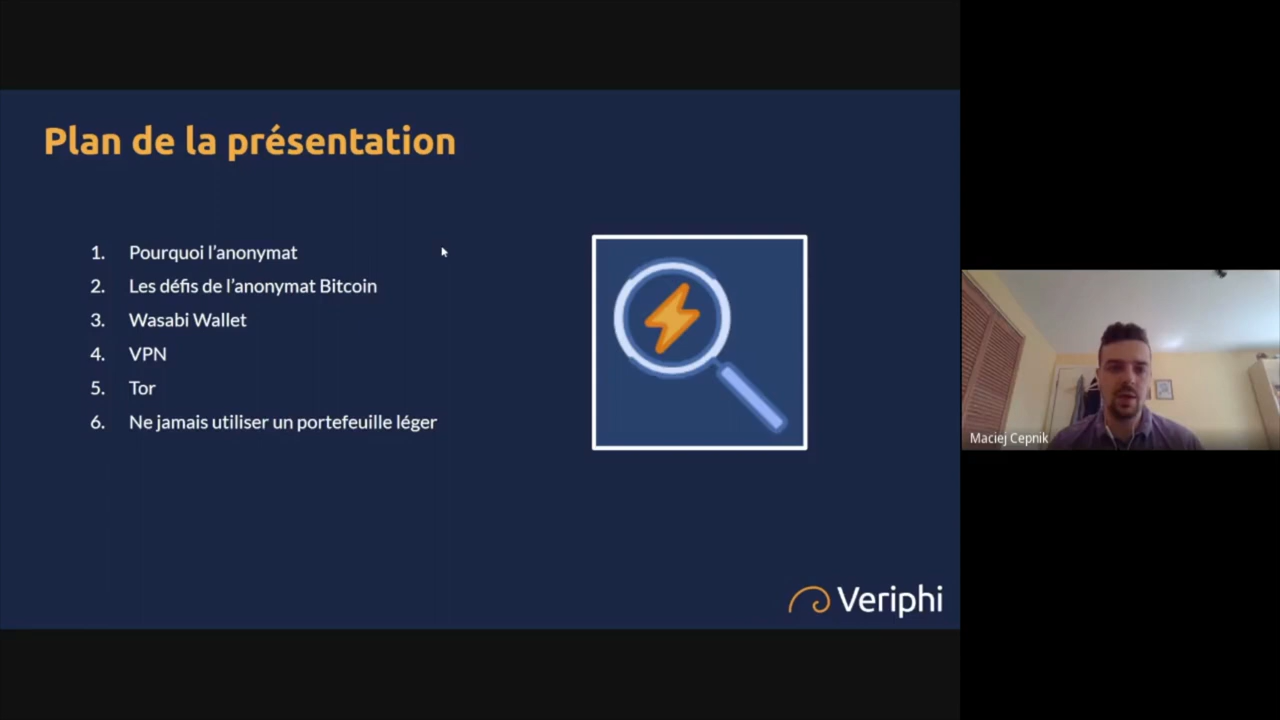 Plan de la présentation
1. Pourquoi l'anonymat
2. Les défis de l'anonymat Bitcoin
3. Wasabi Wallet
4. VPN
5. Tor
6. Ne jamais utiliser un portefeuille léger
Veriphi
Maciej Cepnik